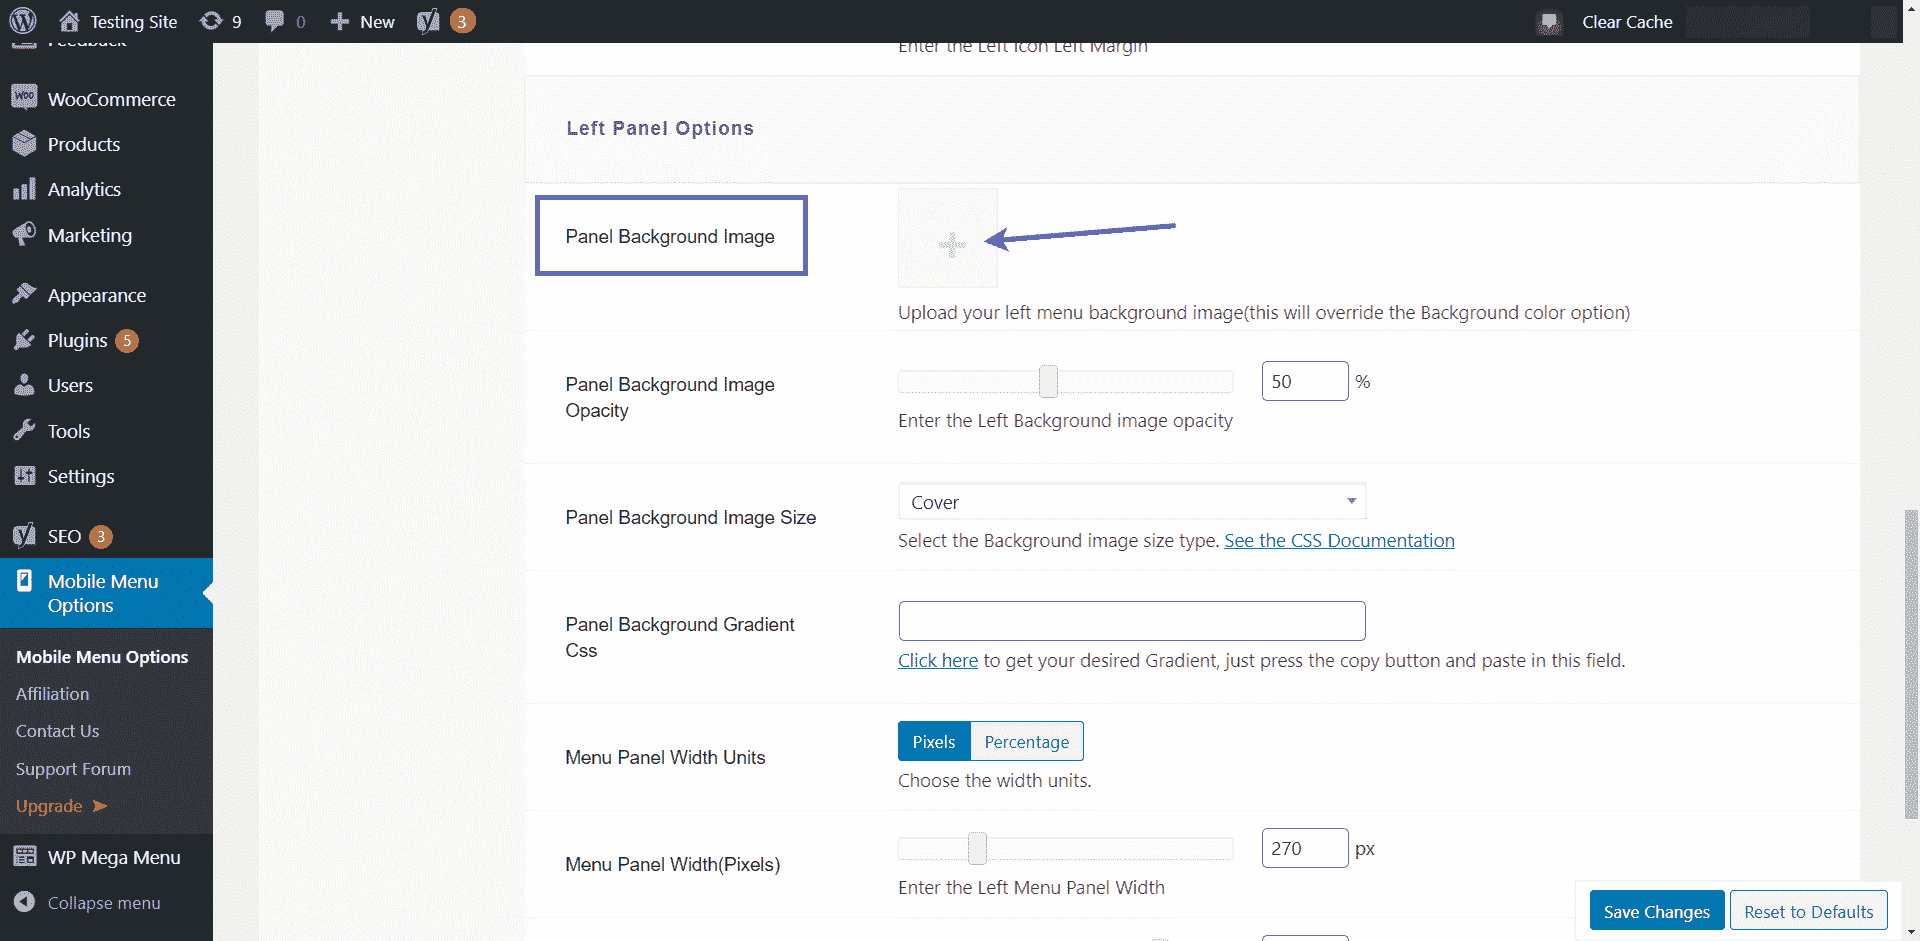 Testing Site
9
0
New
3
Clear Cache
Feedback
WooCommerce
Products
Analytics
Marketing
Appearance
Plugins 5
Users
Tools
Settings
SEO 3
Mobile Menu
Options
Mobile Menu Options
Affiliation
Contact Us
Support Forum
Upgrade ➤
WP Mega Menu
Collapse menu
Enter the Left Icon Left Margin
Left Panel Options
Panel Background Image
Upload your left menu background image(this will override the Background color option)
Panel Background Image
Opacity
50 %
Enter the Left Background image opacity
Panel Background Image Size
Cover
Select the Background image size type. See the CSS Documentation
Panel Background Gradient
Css
Click here to get your desired Gradient, just press the copy button and paste in this field.
Menu Panel Width Units
Pixels Percentage
Choose the width units.
Menu Panel Width(Pixels)
270 px
Enter the Left Menu Panel Width
Save Changes Reset to Defaults